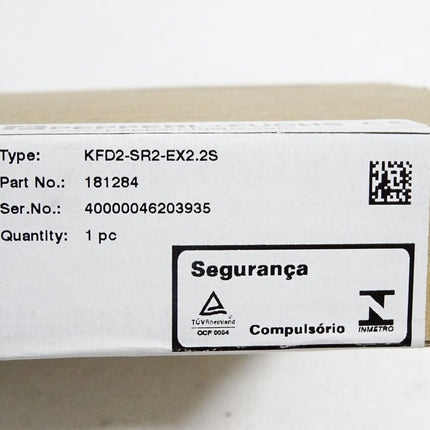 Type: KFD2-SR2-EX2.2S
Part No.: 181284
Ser.No.: 40000046203935
Quantity: 1 pc
Segurança
TÜVRheinland
OCP 0004
Compulsório
INMETRO